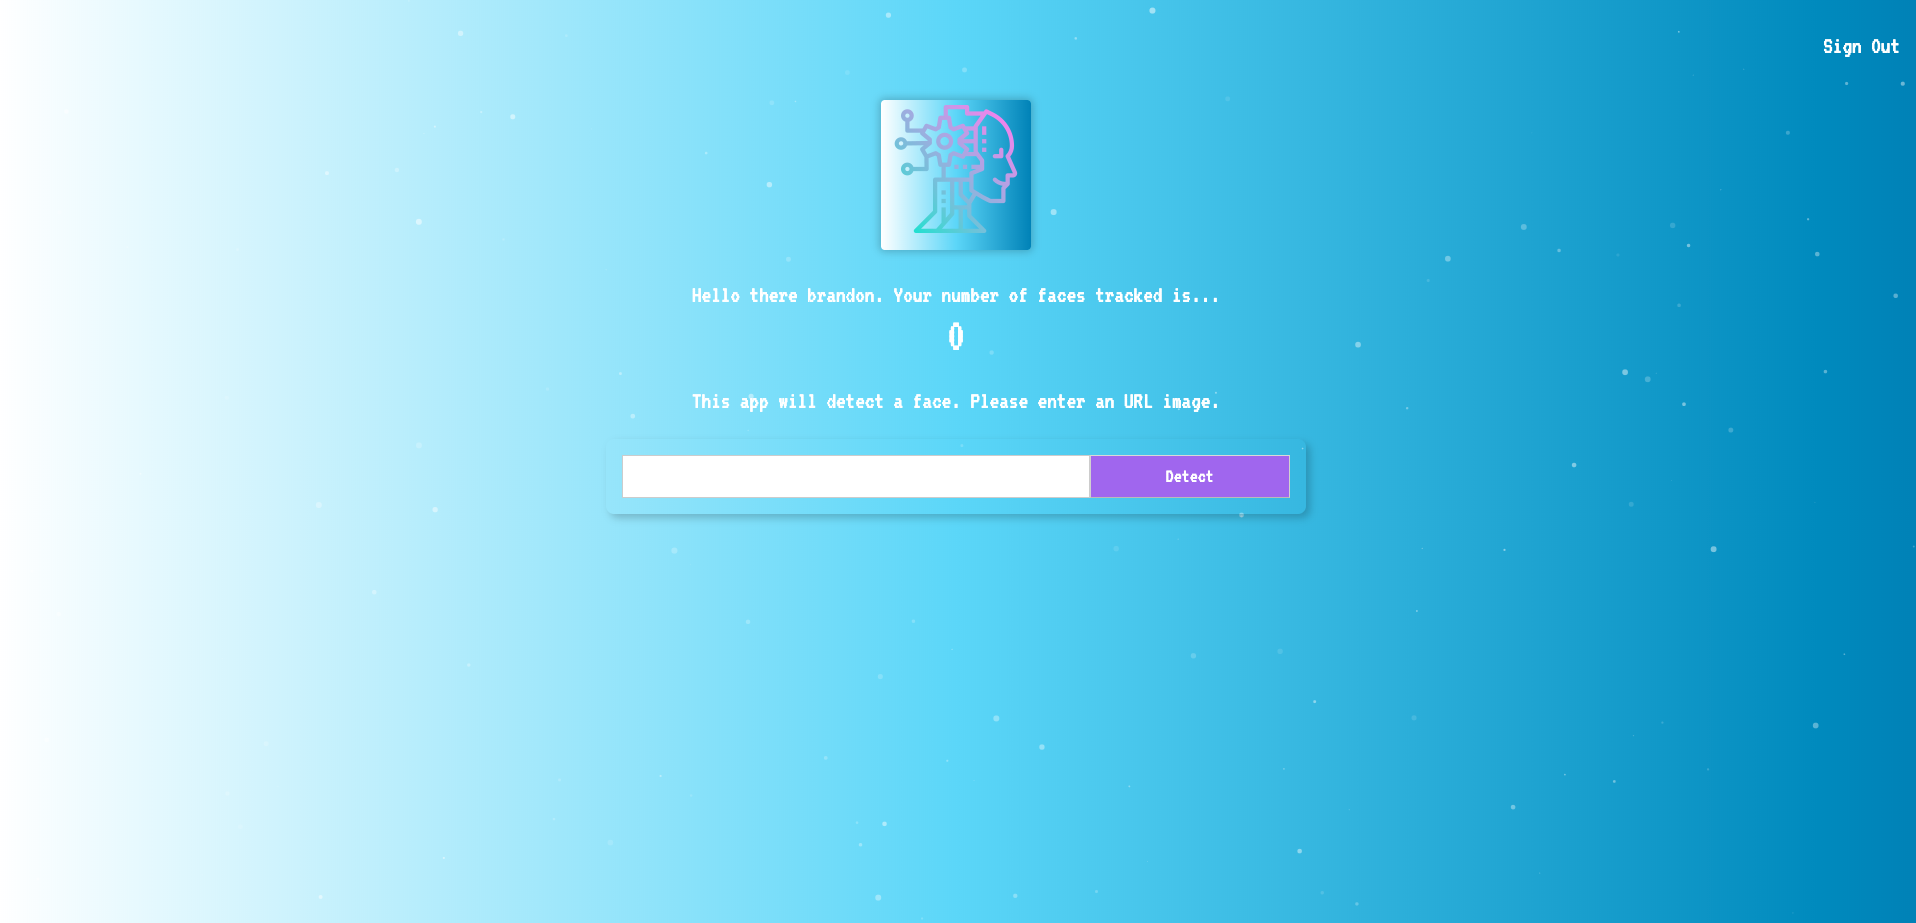 Sign Out
Hello there brandon. Your number of faces tracked is...
0
This app will detect a face. Please enter an URL image.
Detect